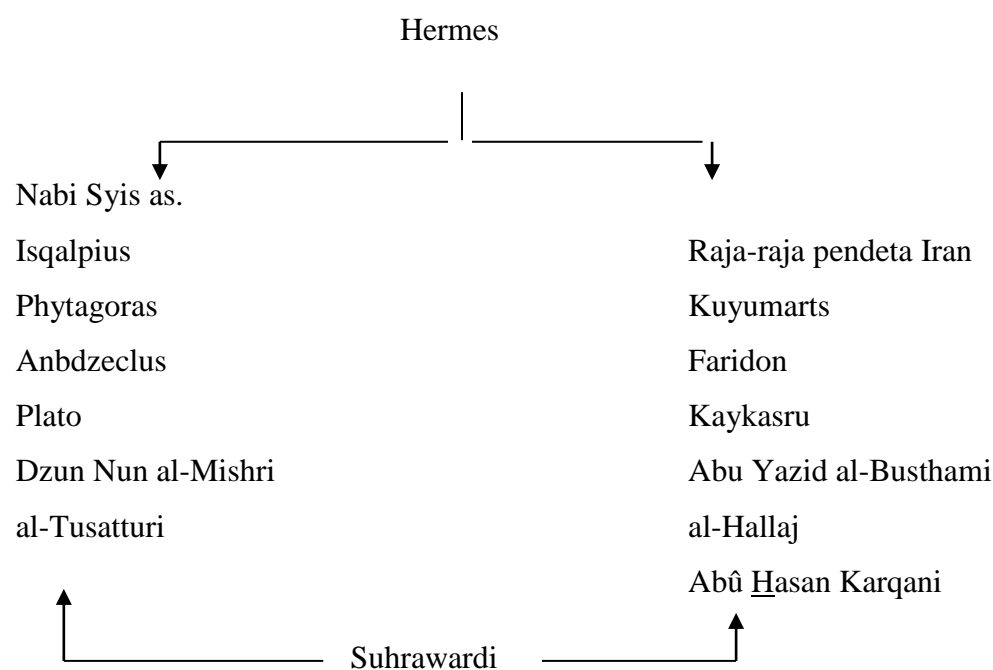 Hermes
Nabi Syis as.
Isqalpius
Phytagoras
Anbdzeclus
Plato
Dzun Nun al-Mishri
al-Tusatturi
Raja-raja pendeta Iran
Kuyumarts
Faridon
Kaykasru
Abu Yazid al-Busthami
al-Hallaj
Abû Hasan Karqani
Suhrawardi